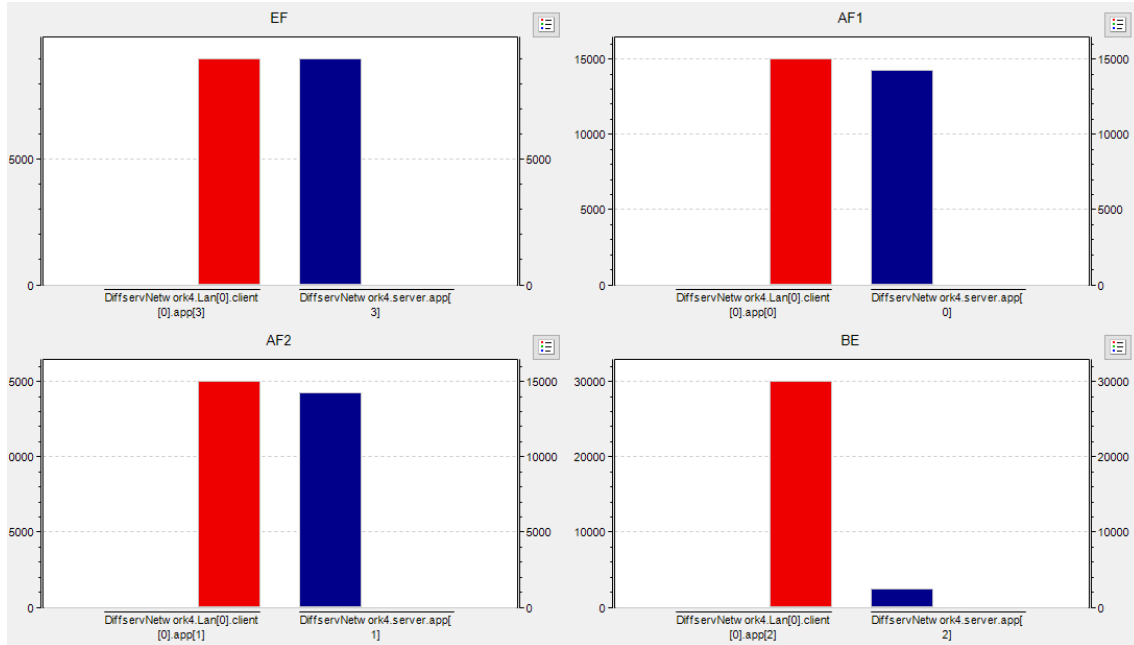 EF
5000
0
5000
0
DiffservNetw ork4.Lan[0].client
[0].app[3]
DiffservNetw ork4.server.app[
3]
AF1
15000
10000
5000
0
15000
10000
5000
0
DiffservNetw ork4.Lan[0].client
[0].app[0]
DiffservNetw ork4.server.app[
0]
AF2
5000
0000
5000
0
15000
10000
5000
0
DiffservNetw ork4.Lan[0].client
[0].app[1]
DiffservNetw ork4.server.app[
1]
BE
30000
20000
10000
0
30000
20000
10000
0
DiffservNetw ork4.Lan[0].client
[0].app[2]
DiffservNetw ork4.server.app[
2]